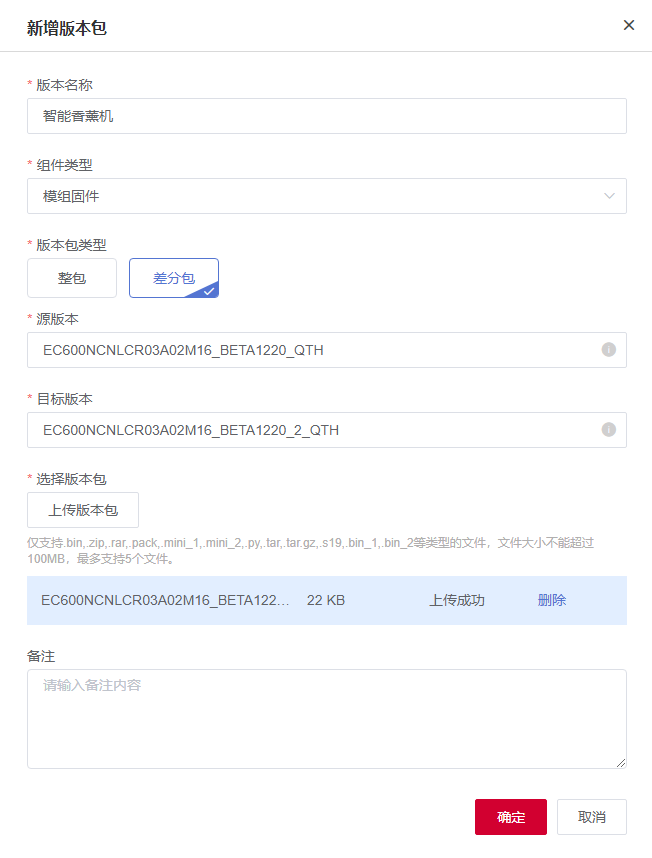 新增版本包
* 版本名称
智能香薰机
* 组件类型
模组固件
* 版本包类型
整包
差分包
* 源版本
EC600NCNLCR03A02M16_BETA1220_QTH
* 目标版本
EC600NCNLCR03A02M16_BETA1220_2_QTH
* 选择版本包
上传版本包
仅支持.bin,.zip,.rar,.pack,.mini_1,.mini_2,.py,.tar,.tar.gz,.s19,.bin_1,.bin_2等类型的文件，文件大小不能超过
100MB，最多支持5个文件。
EC600NCNLCR03A02M16_BETA122... 22 KB 上传成功 删除
备注
请输入备注内容
确定 取消